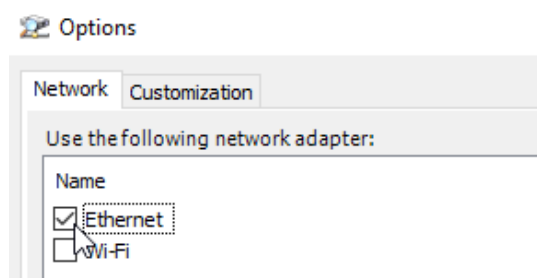 Options
Network Customization
Use the following network adapter:
Name
Ethernet
Wi-Fi